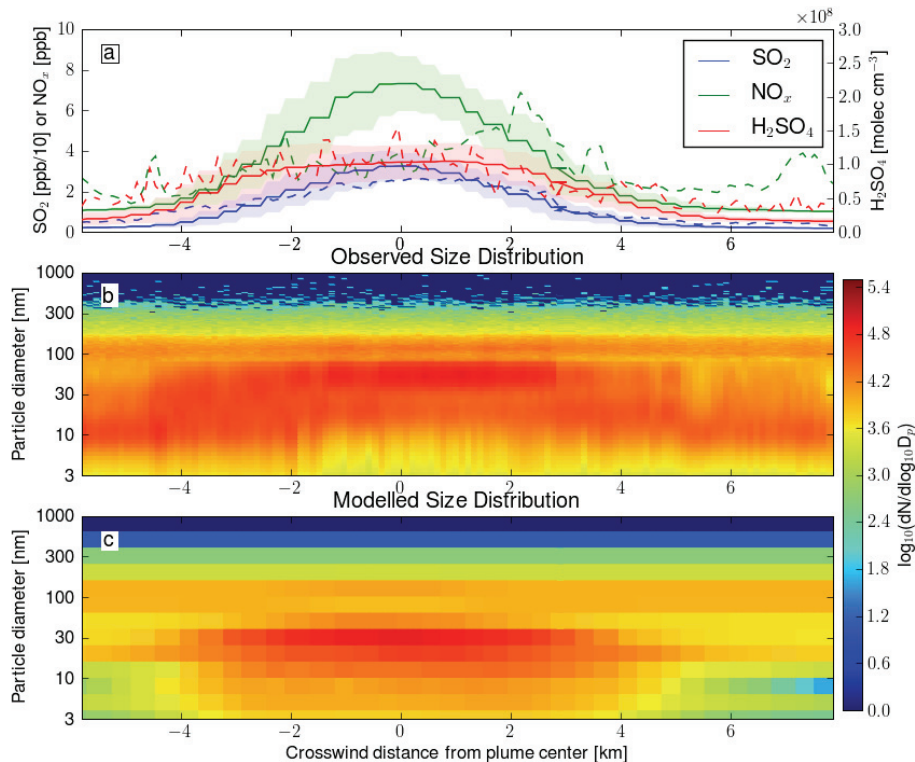 ×10⁸
a
10
8
6
4
2
0
SO₂ [ppb/10] or NOₓ [ppb]
3.0
2.5
2.0
1.5
1.0
0.5
0.0
H₂SO₄ [molec cm⁻³]
SO₂
NOₓ
H₂SO₄
−4 −2 0 2 4 6
Observed Size Distribution
b
1000
300
100
30
10
3
Particle diameter [nm]
−4 −2 0 2 4 6
Modelled Size Distribution
c
1000
300
100
30
10
3
Particle diameter [nm]
−4 −2 0 2 4 6
Crosswind distance from plume center [km]
5.4
4.8
4.2
3.6
3.0
2.4
1.8
1.2
0.6
0.0
log₁₀(dN/dlog₁₀Dₚ)